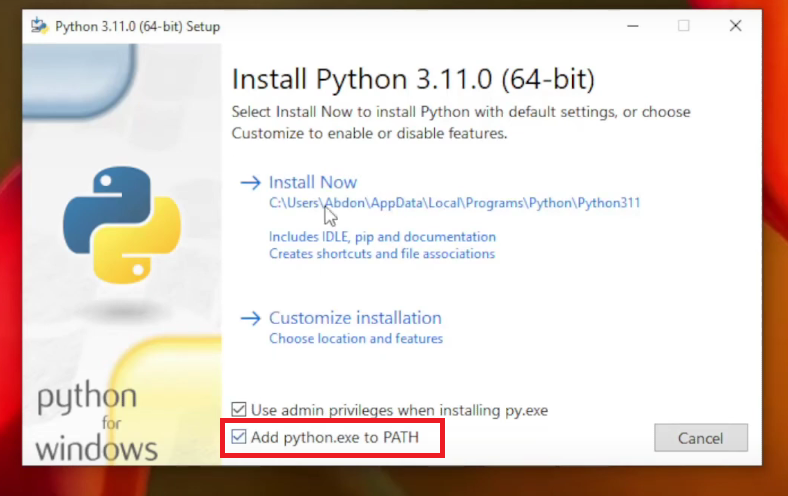 Python 3.11.0 (64-bit) Setup
Install Python 3.11.0 (64-bit)
Select Install Now to install Python with default settings, or choose
Customize to enable or disable features.
Install Now
C:\Users\Abdon\AppData\Local\Programs\Python\Python311
Includes IDLE, pip and documentation
Creates shortcuts and file associations
Customize installation
Choose location and features
python
for
windows
Use admin privileges when installing py.exe
Add python.exe to PATH
Cancel